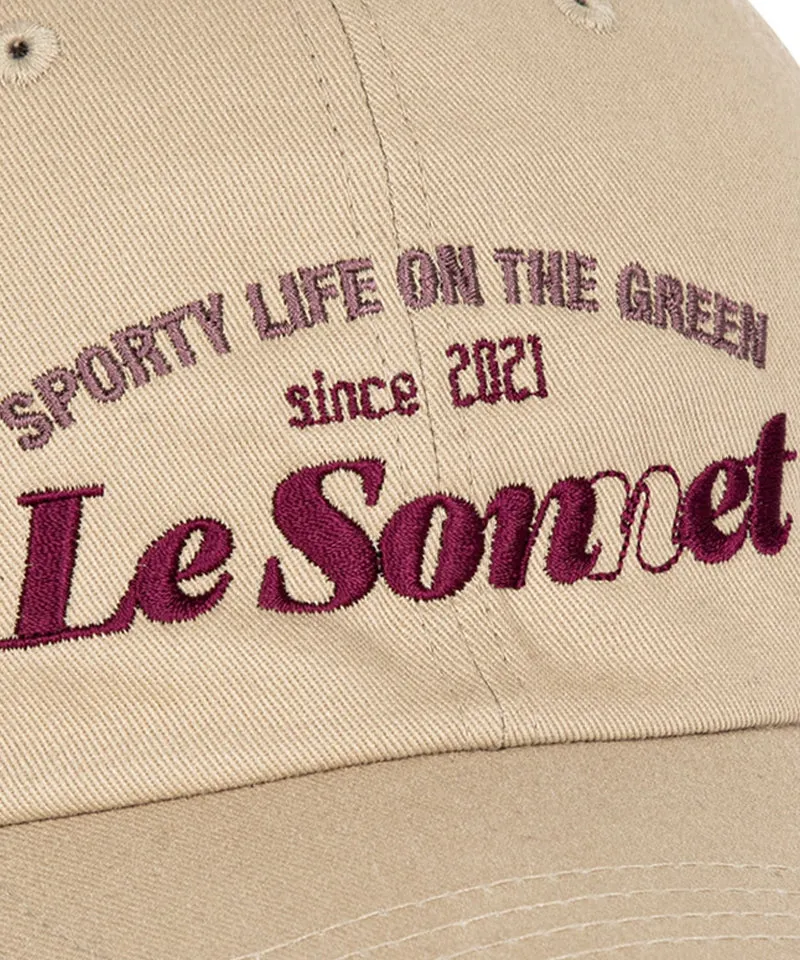 SPORTY LIFE ON THE GREEN
since 2021
Le Sonnet